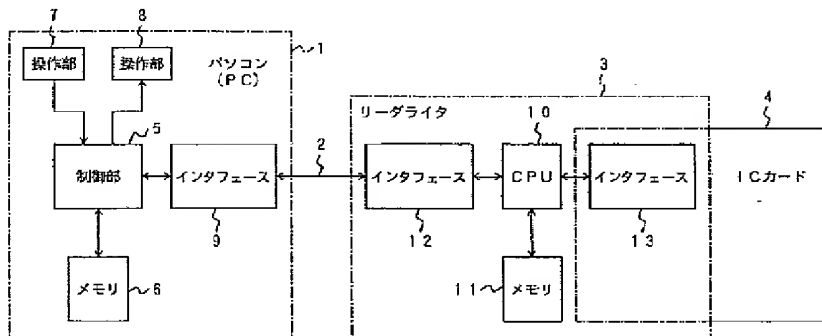 7
8
操作部
操作部
パソコン
(PC)
1
5
制御部
インタフェース
9
メモリ
6
2
3
リーダライタ
10
4
インタフェース
CPU
インタフェース
ICカード
12
13
11
メモリ